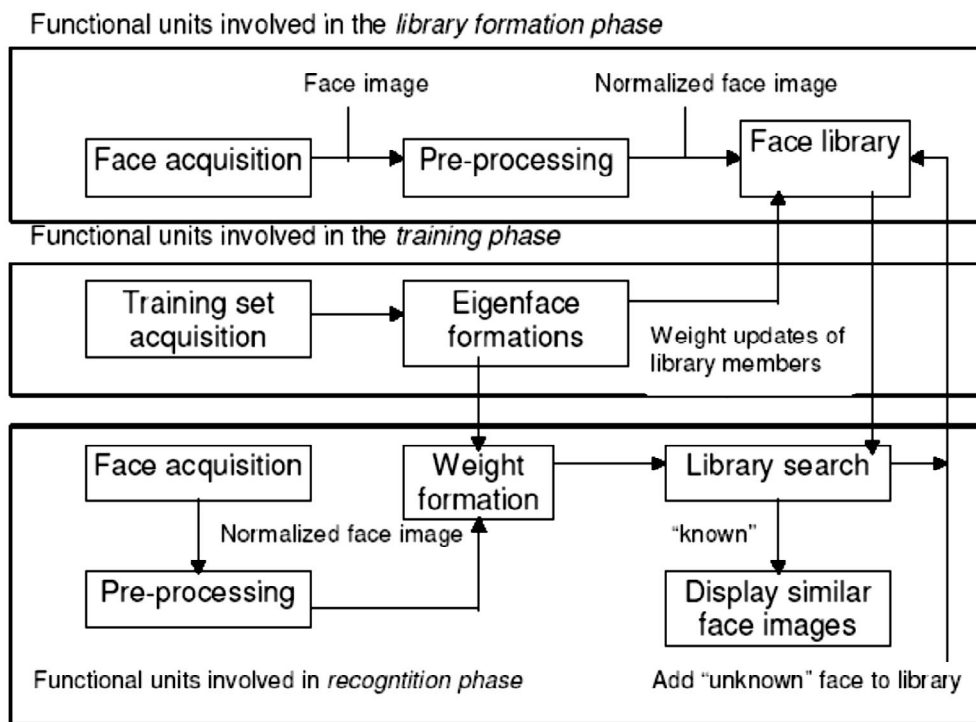 Functional units involved in the library formation phase
Face image
Normalized face image
Face acquisition
Pre-processing
Face library
Functional units involved in the training phase
Training set
acquisition
Eigenface
formations
Weight updates of
library members
Face acquisition
Weight
formation
Library search
Normalized face image
"known"
Pre-processing
Display similar
face images
Functional units involved in recogntition phase
Add "unknown" face to library